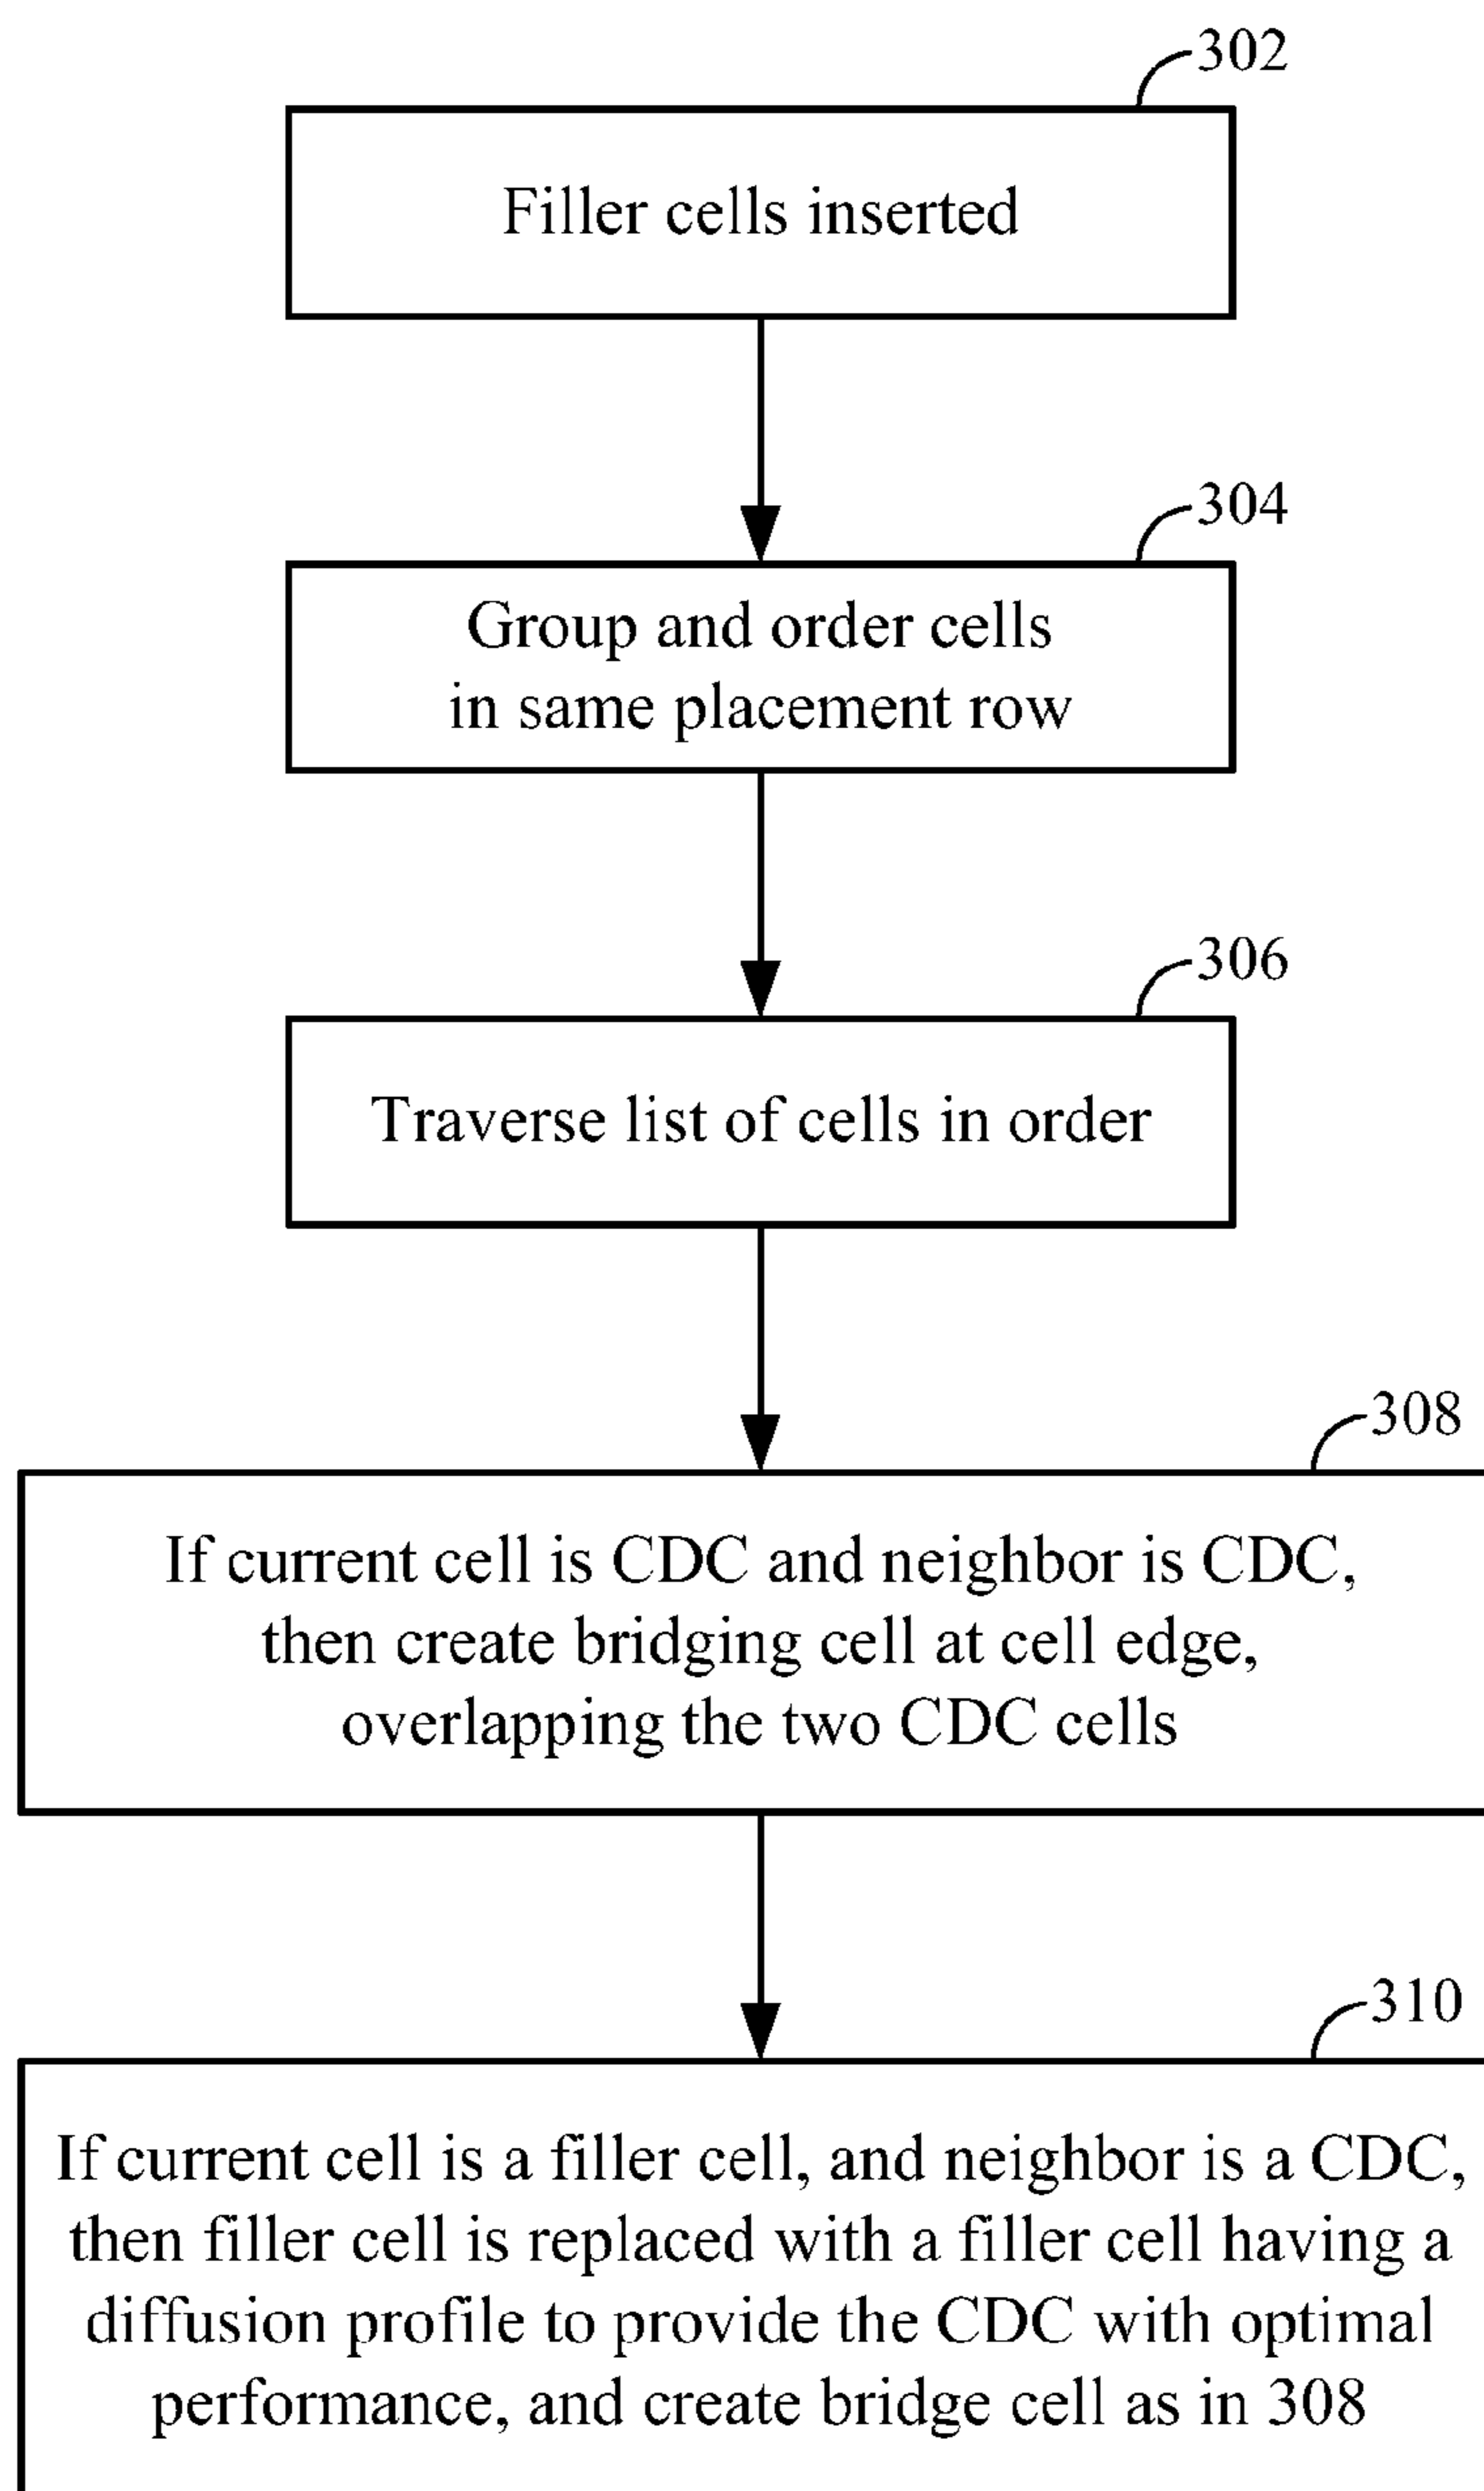 302
Filler cells inserted
304
Group and order cells
in same placement row
306
Traverse list of cells in order
308
If current cell is CDC and neighbor is CDC,
then create bridging cell at cell edge,
overlapping the two CDC cells
310
If current cell is a filler cell, and neighbor is a CDC,
then filler cell is replaced with a filler cell having a
diffusion profile to provide the CDC with optimal
performance, and create bridge cell as in 308